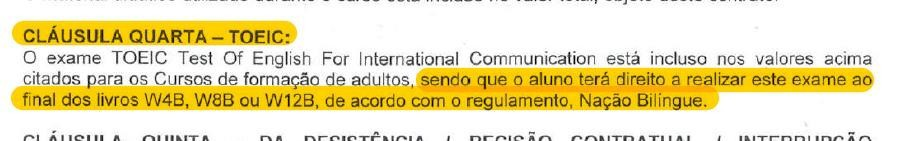 CLÁUSULA QUARTA – TOEIC:
O exame TOEIC Test Of English For International Communication está incluso nos valores acima
citados para os Cursos de formação de adultos, sendo que o aluno terá direito a realizar este exame ao
final dos livros W4B, W8B ou W12B, de acordo com o regulamento, Nação Bilíngue.
CLÁUSULA QUINTA – DA DESISTÊNCIA / RECISÃO CONTRATUAL / INTERRUPÇÃO